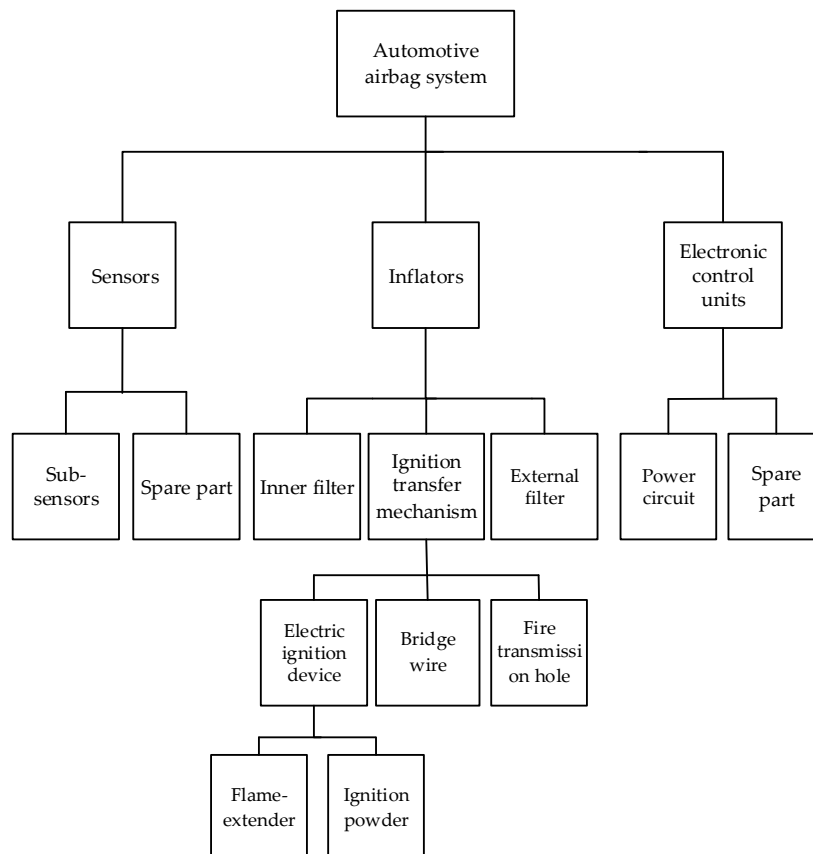 Automotive
airbag system
Sensors
Inflators
Electronic
control
units
Sub-
sensors
Spare part
Inner filter
Ignition
transfer
mechanism
External
filter
Power
circuit
Spare
part
Electric
ignition
device
Bridge
wire
Fire
transmissi
on hole
Flame-
extender
Ignition
powder